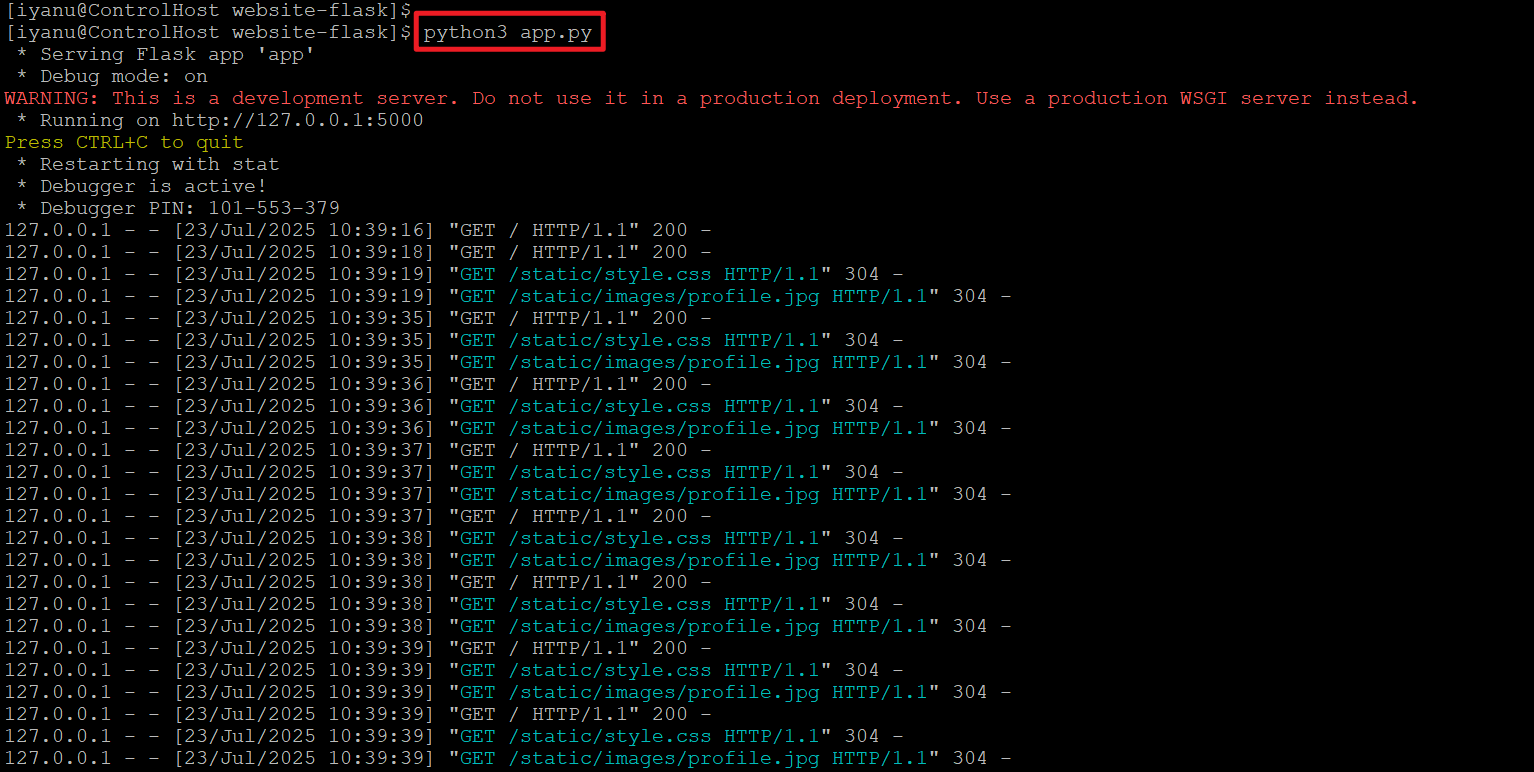 [iyanu@ControlHost website-flask]$
[iyanu@ControlHost website-flask]$ python3 app.py
 * Serving Flask app 'app'
 * Debug mode: on
WARNING: This is a development server. Do not use it in a production deployment. Use a production WSGI server instead.
 * Running on http://127.0.0.1:5000
Press CTRL+C to quit
 * Restarting with stat
 * Debugger is active!
 * Debugger PIN: 101-553-379
127.0.0.1 - - [23/Jul/2025 10:39:16] "GET / HTTP/1.1" 200 -
127.0.0.1 - - [23/Jul/2025 10:39:18] "GET / HTTP/1.1" 200 -
127.0.0.1 - - [23/Jul/2025 10:39:19] "GET /static/style.css HTTP/1.1" 304 -
127.0.0.1 - - [23/Jul/2025 10:39:19] "GET /static/images/profile.jpg HTTP/1.1" 304 -
127.0.0.1 - - [23/Jul/2025 10:39:35] "GET / HTTP/1.1" 200 -
127.0.0.1 - - [23/Jul/2025 10:39:35] "GET /static/style.css HTTP/1.1" 304 -
127.0.0.1 - - [23/Jul/2025 10:39:35] "GET /static/images/profile.jpg HTTP/1.1" 304 -
127.0.0.1 - - [23/Jul/2025 10:39:36] "GET / HTTP/1.1" 200 -
127.0.0.1 - - [23/Jul/2025 10:39:36] "GET /static/style.css HTTP/1.1" 304 -
127.0.0.1 - - [23/Jul/2025 10:39:36] "GET /static/images/profile.jpg HTTP/1.1" 304 -
127.0.0.1 - - [23/Jul/2025 10:39:37] "GET / HTTP/1.1" 200 -
127.0.0.1 - - [23/Jul/2025 10:39:37] "GET /static/style.css HTTP/1.1" 304 -
127.0.0.1 - - [23/Jul/2025 10:39:37] "GET /static/images/profile.jpg HTTP/1.1" 304 -
127.0.0.1 - - [23/Jul/2025 10:39:37] "GET / HTTP/1.1" 200 -
127.0.0.1 - - [23/Jul/2025 10:39:38] "GET /static/style.css HTTP/1.1" 304 -
127.0.0.1 - - [23/Jul/2025 10:39:38] "GET /static/images/profile.jpg HTTP/1.1" 304 -
127.0.0.1 - - [23/Jul/2025 10:39:38] "GET / HTTP/1.1" 200 -
127.0.0.1 - - [23/Jul/2025 10:39:38] "GET /static/style.css HTTP/1.1" 304 -
127.0.0.1 - - [23/Jul/2025 10:39:38] "GET /static/images/profile.jpg HTTP/1.1" 304 -
127.0.0.1 - - [23/Jul/2025 10:39:39] "GET / HTTP/1.1" 200 -
127.0.0.1 - - [23/Jul/2025 10:39:39] "GET /static/style.css HTTP/1.1" 304 -
127.0.0.1 - - [23/Jul/2025 10:39:39] "GET /static/images/profile.jpg HTTP/1.1" 304 -
127.0.0.1 - - [23/Jul/2025 10:39:39] "GET / HTTP/1.1" 200 -
127.0.0.1 - - [23/Jul/2025 10:39:39] "GET /static/style.css HTTP/1.1" 304 -
127.0.0.1 - - [23/Jul/2025 10:39:39] "GET /static/images/profile.jpg HTTP/1.1" 304 -